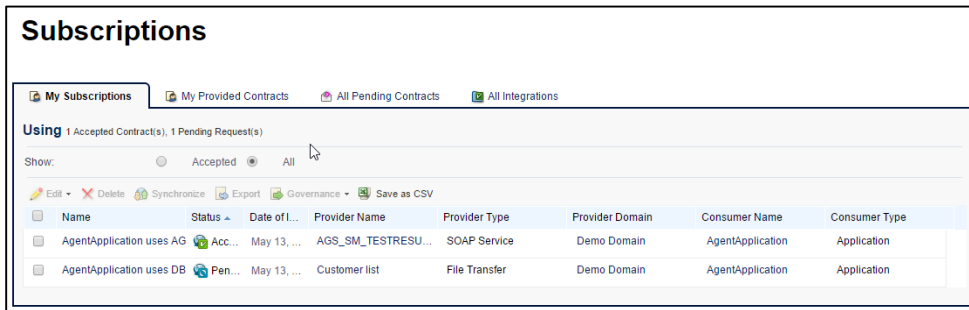 Subscriptions
My Subscriptions My Provided Contracts All Pending Contracts All Integrations
Using 1 Accepted Contract(s), 1 Pending Request(s)
Show: Accepted All
Edit Delete Synchronize Export Governance Save as CSV
Name Status Date of I... Provider Name Provider Type Provider Domain Consumer Name Consumer Type
AgentApplication uses AG Acc... May 13, ... AGS_SM_TESTRESU... SOAP Service Demo Domain AgentApplication Application
AgentApplication uses DB Pen... May 13, ... Customer list File Transfer Demo Domain AgentApplication Application